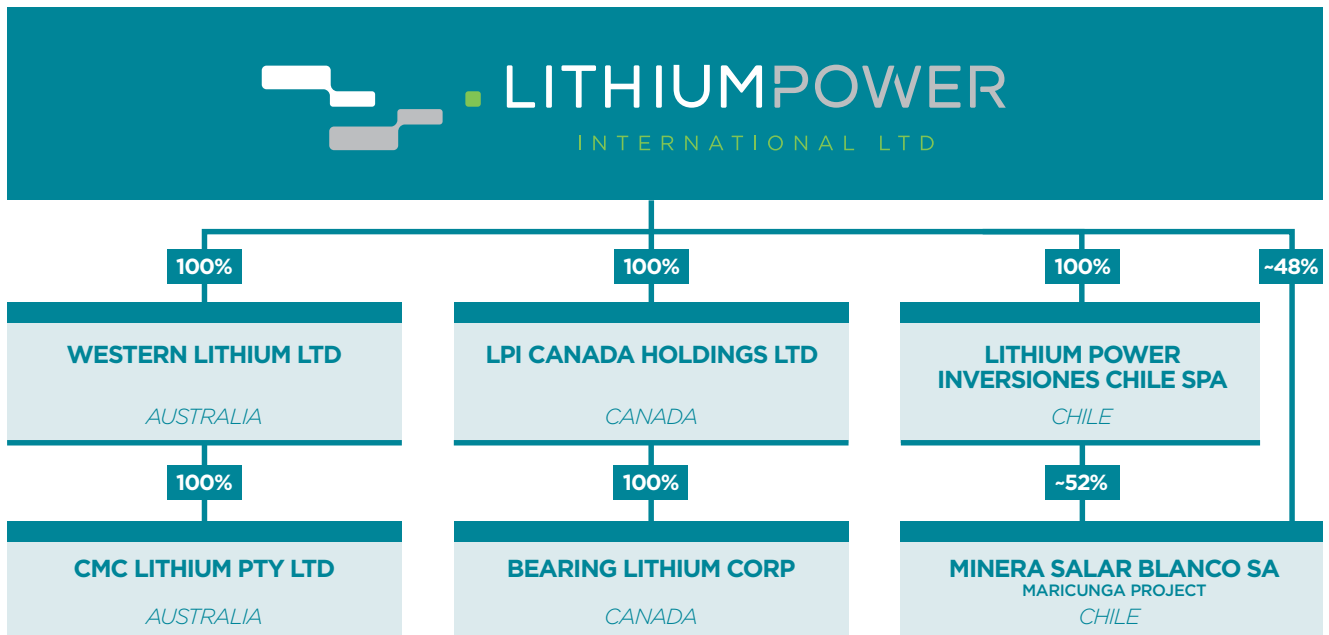 LITHIUMPOWER
INTERNATIONAL LTD
100%
100%
100%
~48%
WESTERN LITHIUM LTD
AUSTRALIA
LPI CANADA HOLDINGS LTD
CANADA
LITHIUM POWER
INVERSIONES CHILE SPA
CHILE
100%
100%
~52%
CMC LITHIUM PTY LTD
AUSTRALIA
BEARING LITHIUM CORP
CANADA
MINERA SALAR BLANCO SA
MARICUNGA PROJECT
CHILE